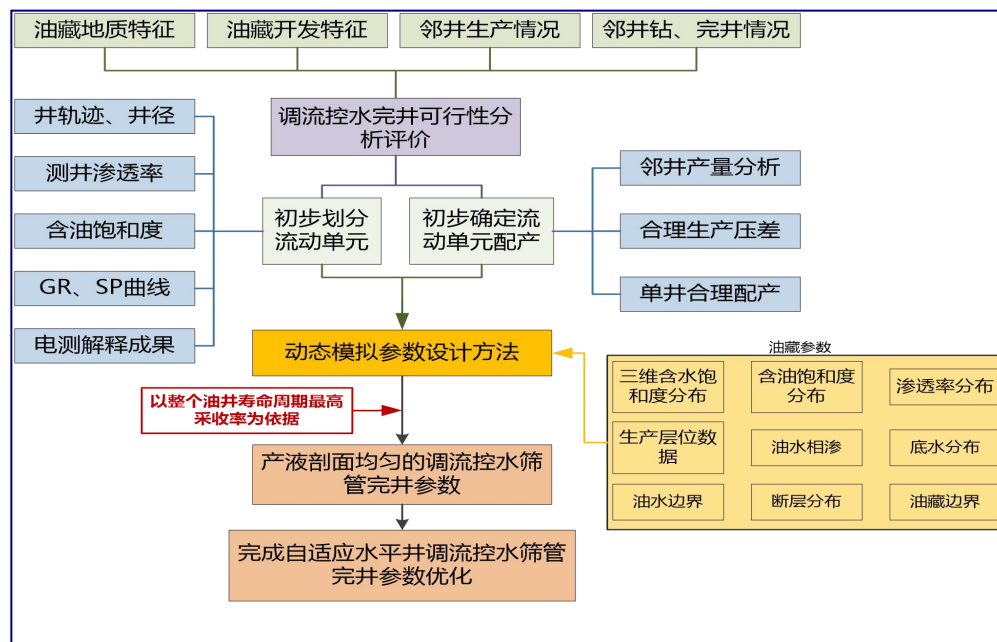 油藏地质特征
油藏开发特征
邻井生产情况
邻井钻、完井情况
调流控水完井可行性分
析评价
井轨迹、井径
测井渗透率
含油饱和度
GR、SP曲线
电测解释成果
初步划分
流动单元
初步确定流
动单元配产
邻井产量分析
合理生产压差
单井合理配产
动态模拟参数设计方法
以整个油井寿命周期最高
采收率为依据
油藏参数
三维含水饱
和度分布
含油饱和度
分布
渗透率分布
生产层位数
据
油水相渗
底水分布
油水边界
断层分布
油藏边界
产液剖面均匀的调流控水筛
管完井参数
完成自适应水平井调流控水筛管
完井参数优化